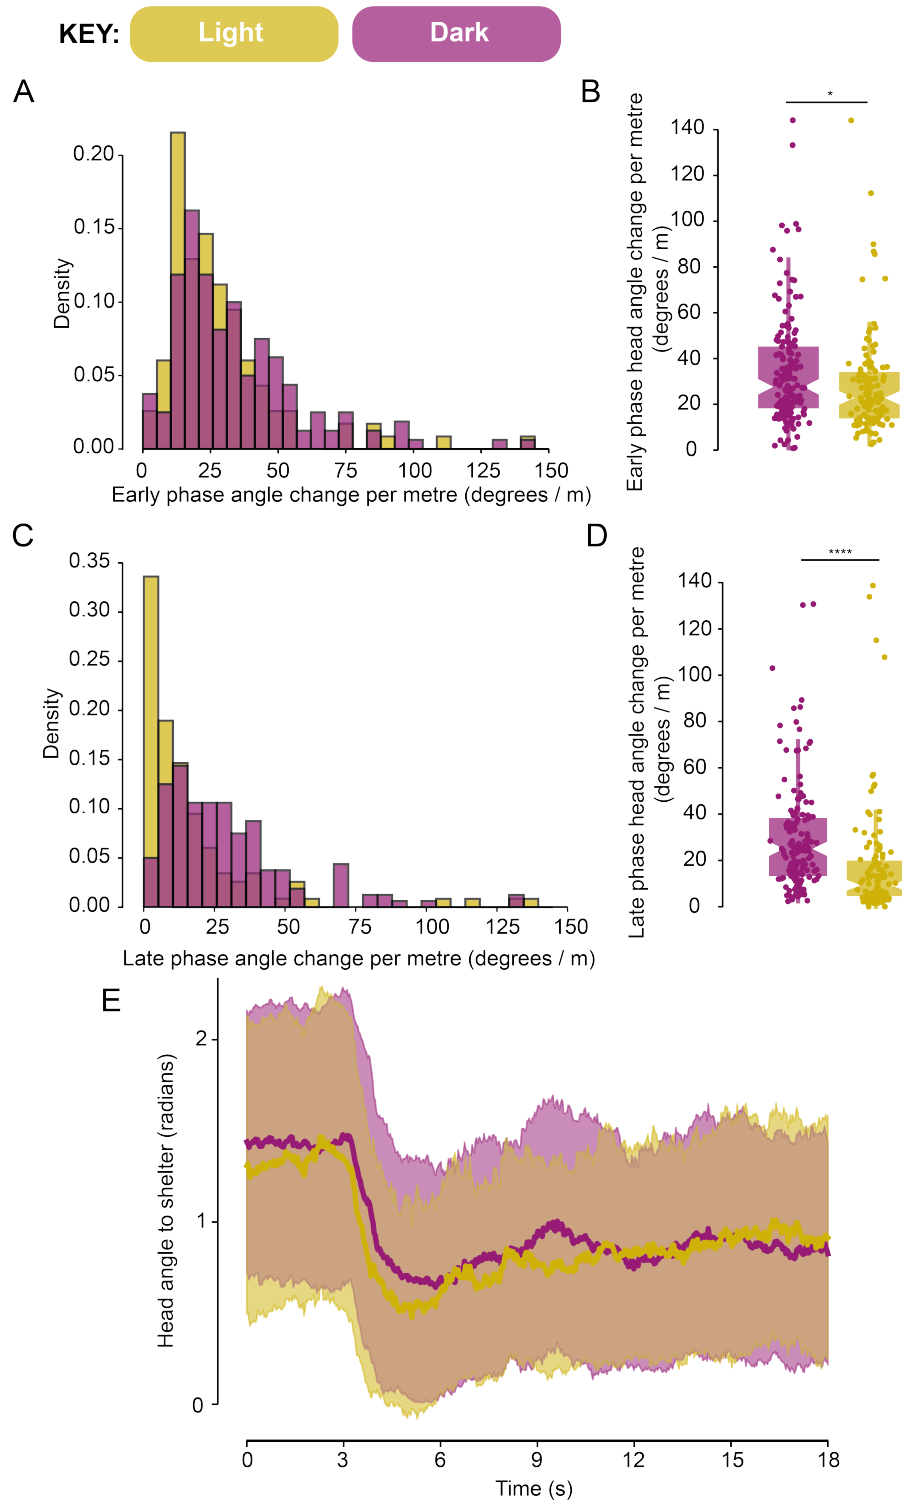 KEY: Light Dark
A
0.20
0.15
0.10
0.05
0.00
Density
0 25 50 75 100 125 150
Early phase angle change per metre (degrees / m)
B
*
Early phase head angle change per metre
(degrees / m)
140
120
100
80
60
40
20
0
C
0.35
0.30
0.25
0.20
0.15
0.10
0.05
0.00
Density
0 25 50 75 100 125 150
Late phase angle change per metre (degrees / m)
D
****
Late phase head angle change per metre
(degrees / m)
140
120
100
80
60
40
20
0
E
Head angle to shelter (radians)
2
1
0
0 3 6 9 12 15 18
Time (s)